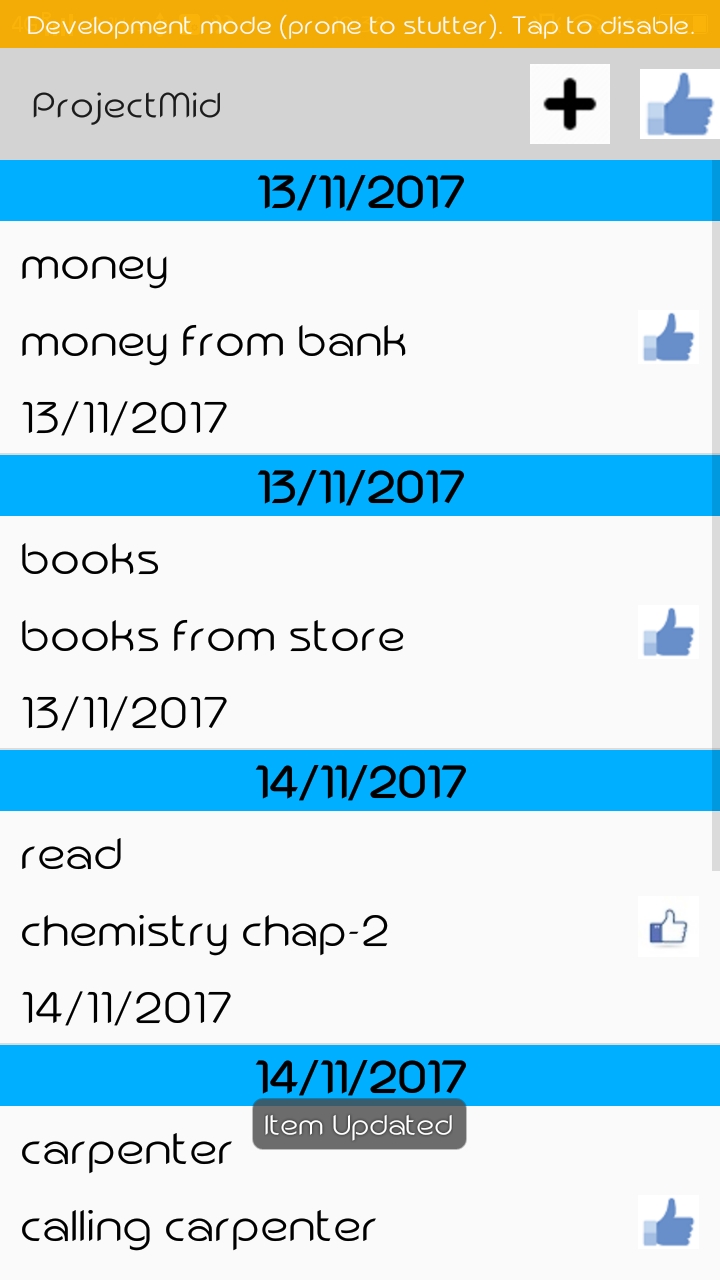 Development mode (prone to stutter). Tap to disable.
ProjectMid
13/11/2017
money
money from bank
13/11/2017
13/11/2017
books
books from store
13/11/2017
14/11/2017
read
chemistry chap-2
14/11/2017
14/11/2017
Item Updated
carpenter
calling carpenter